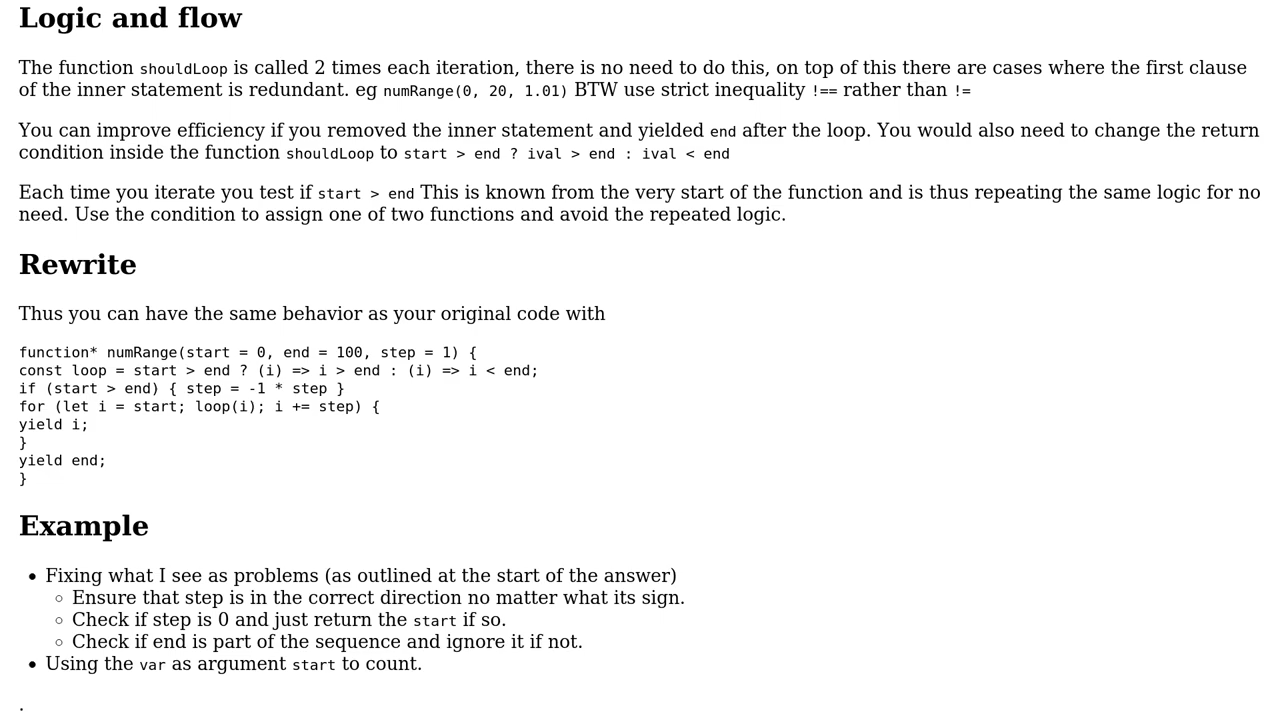 Logic and flow
The function shouldLoop is called 2 times each iteration, there is no need to do this, on top of this there are cases where the first clause
of the inner statement is redundant. eg numRange(0, 20, 1.01) BTW use strict inequality !== rather than !=
You can improve efficiency if you removed the inner statement and yielded end after the loop. You would also need to change the return
condition inside the function shouldLoop to start > end ? ival > end : ival < end
Each time you iterate you test if start > end This is known from the very start of the function and is thus repeating the same logic for no
need. Use the condition to assign one of two functions and avoid the repeated logic.
Rewrite
Thus you can have the same behavior as your original code with
function* numRange(start = 0, end = 100, step = 1) {
const loop = start > end ? (i) => i > end : (i) => i < end;
if (start > end) { step = -1 * step }
for (let i = start; loop(i); i += step) {
yield i;
}
yield end;
}
Example
• Fixing what I see as problems (as outlined at the start of the answer)
◦ Ensure that step is in the correct direction no matter what its sign.
◦ Check if step is 0 and just return the start if so.
◦ Check if end is part of the sequence and ignore it if not.
• Using the var as argument start to count.
.